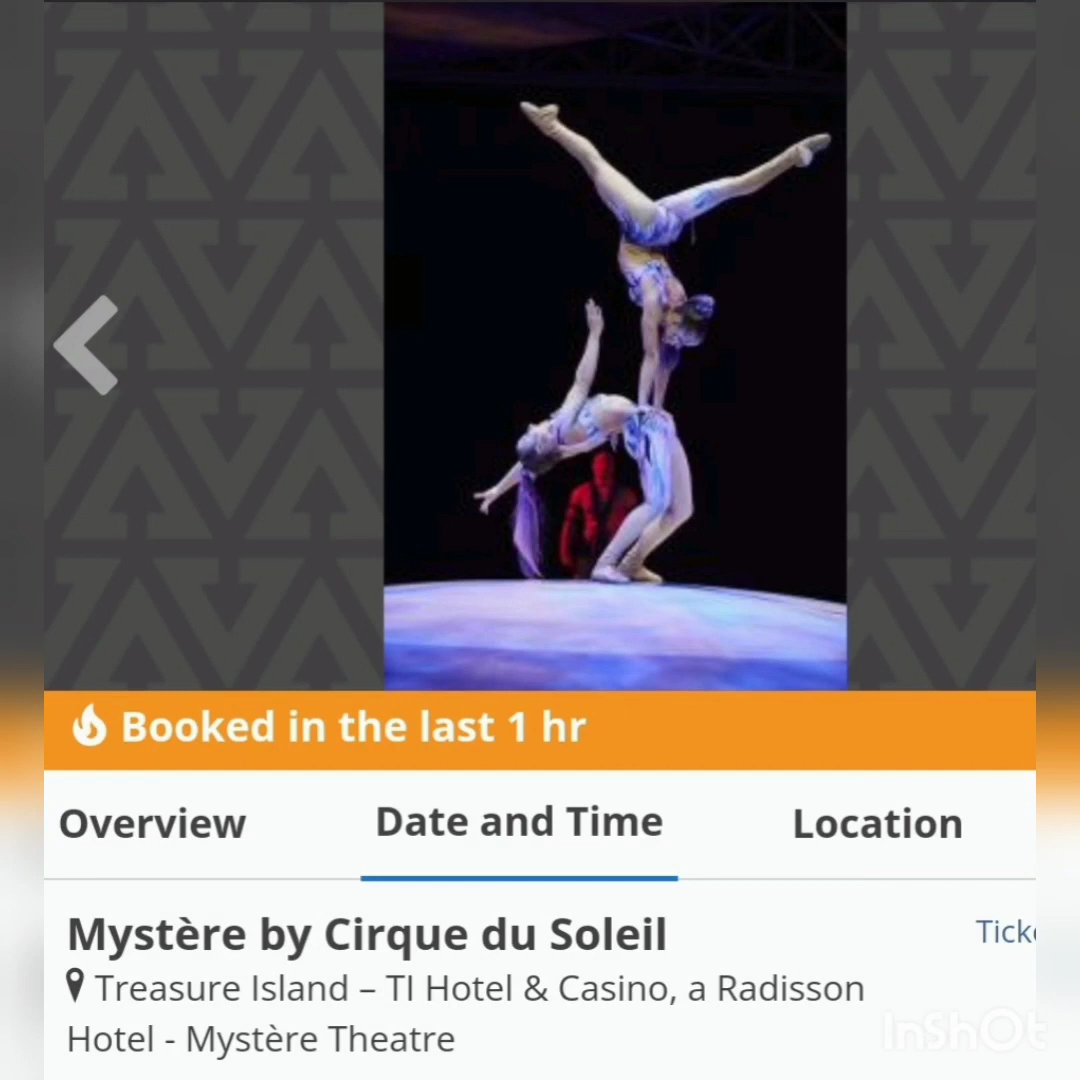 Booked in the last 1 hr
Overview Date and Time Location
Mystère by Cirque du Soleil
Treasure Island – TI Hotel & Casino, a Radisson
Hotel - Mystère Theatre
InShOt